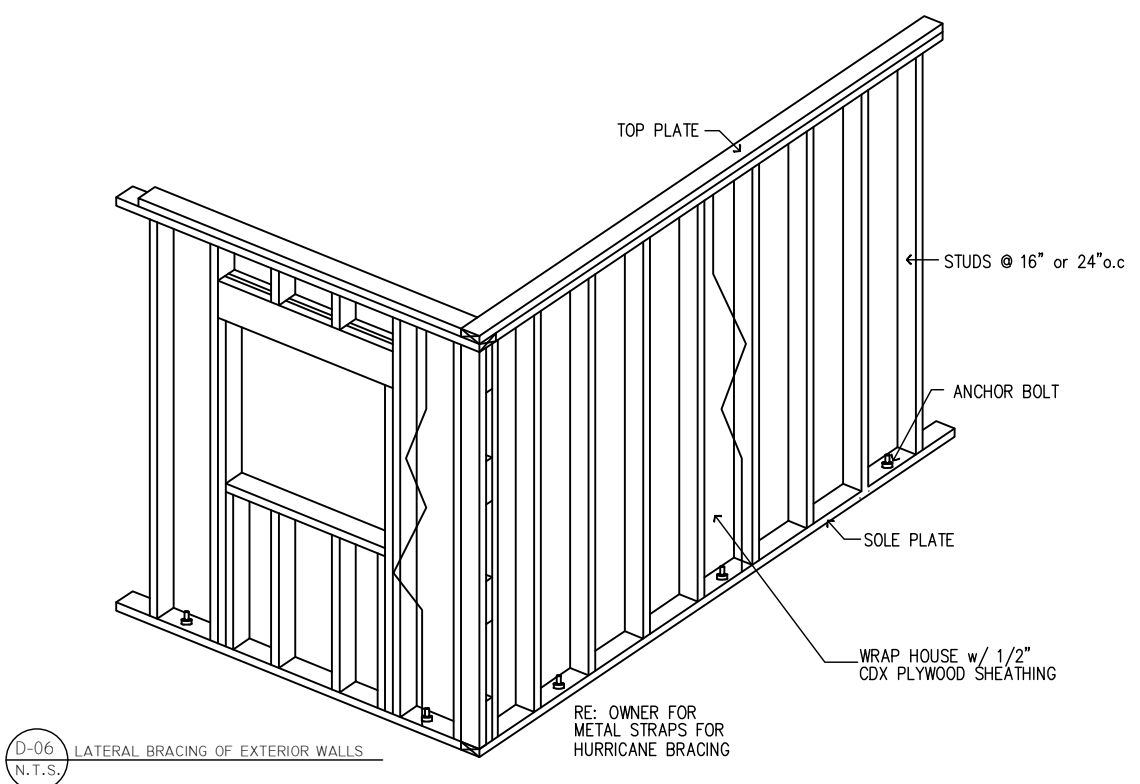 TOP PLATE
STUDS @ 16" or 24"o.c
ANCHOR BOLT
SOLE PLATE
WRAP HOUSE w/ 1/2"
CDX PLYWOOD SHEATHING
RE: OWNER FOR
METAL STRAPS FOR
HURRICANE BRACING
D-06
N.T.S.
LATERAL BRACING OF EXTERIOR WALLS